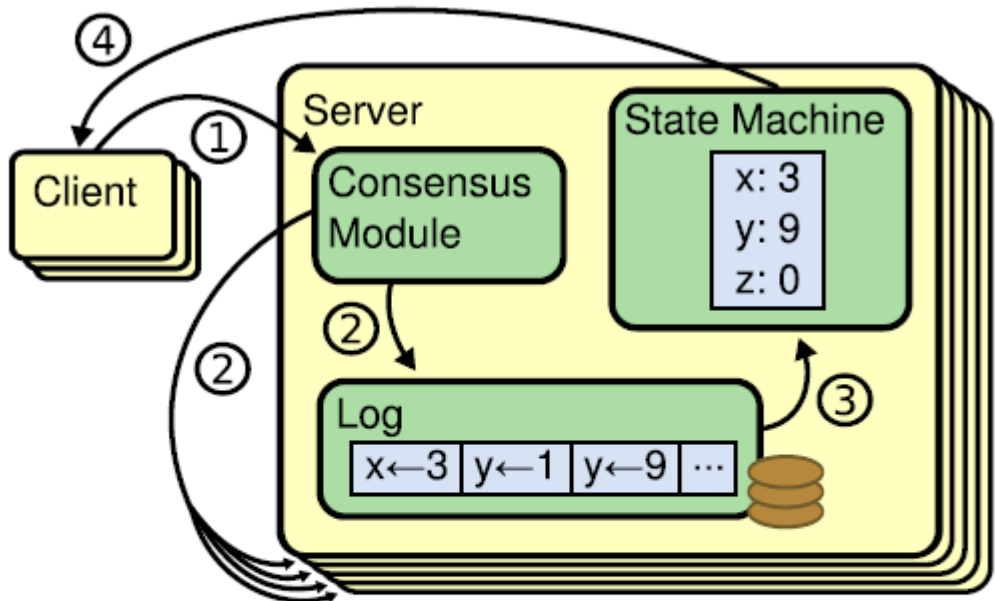 ④
①
Server
State Machine
Client
Consensus
Module
x: 3
y: 9
z: 0
②
②
③
Log
x←3 y←1 y←9 ...